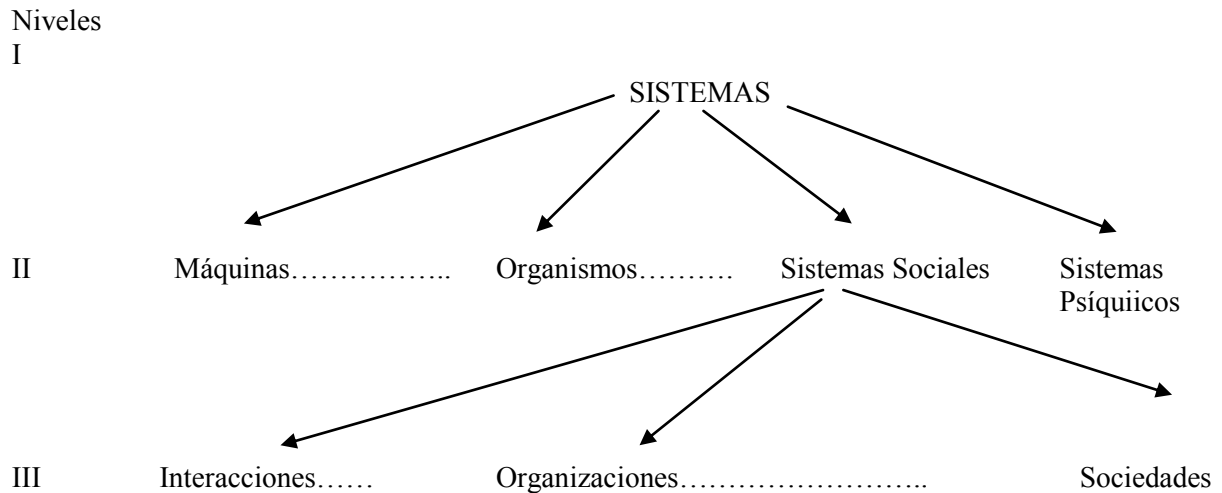 Niveles
I
SISTEMAS
II Máquinas…………….. Organismos………. Sistemas Sociales Sistemas
Psíquiicos
III Interacciones…… Organizaciones…………………….. Sociedades